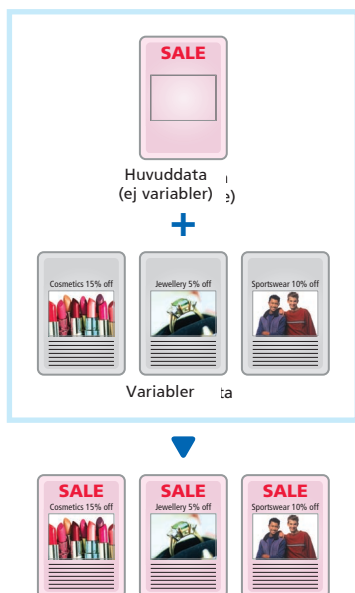 SALE
Huvuddata
(ej variabler) e)
+
Cosmetics 15% off
Jewellery 5% off
Sportswear 10% off
Variabler ta
SALE
SALE
SALE
Cosmetics 15% off
Jewellery 5% off
Sportswear 10% off